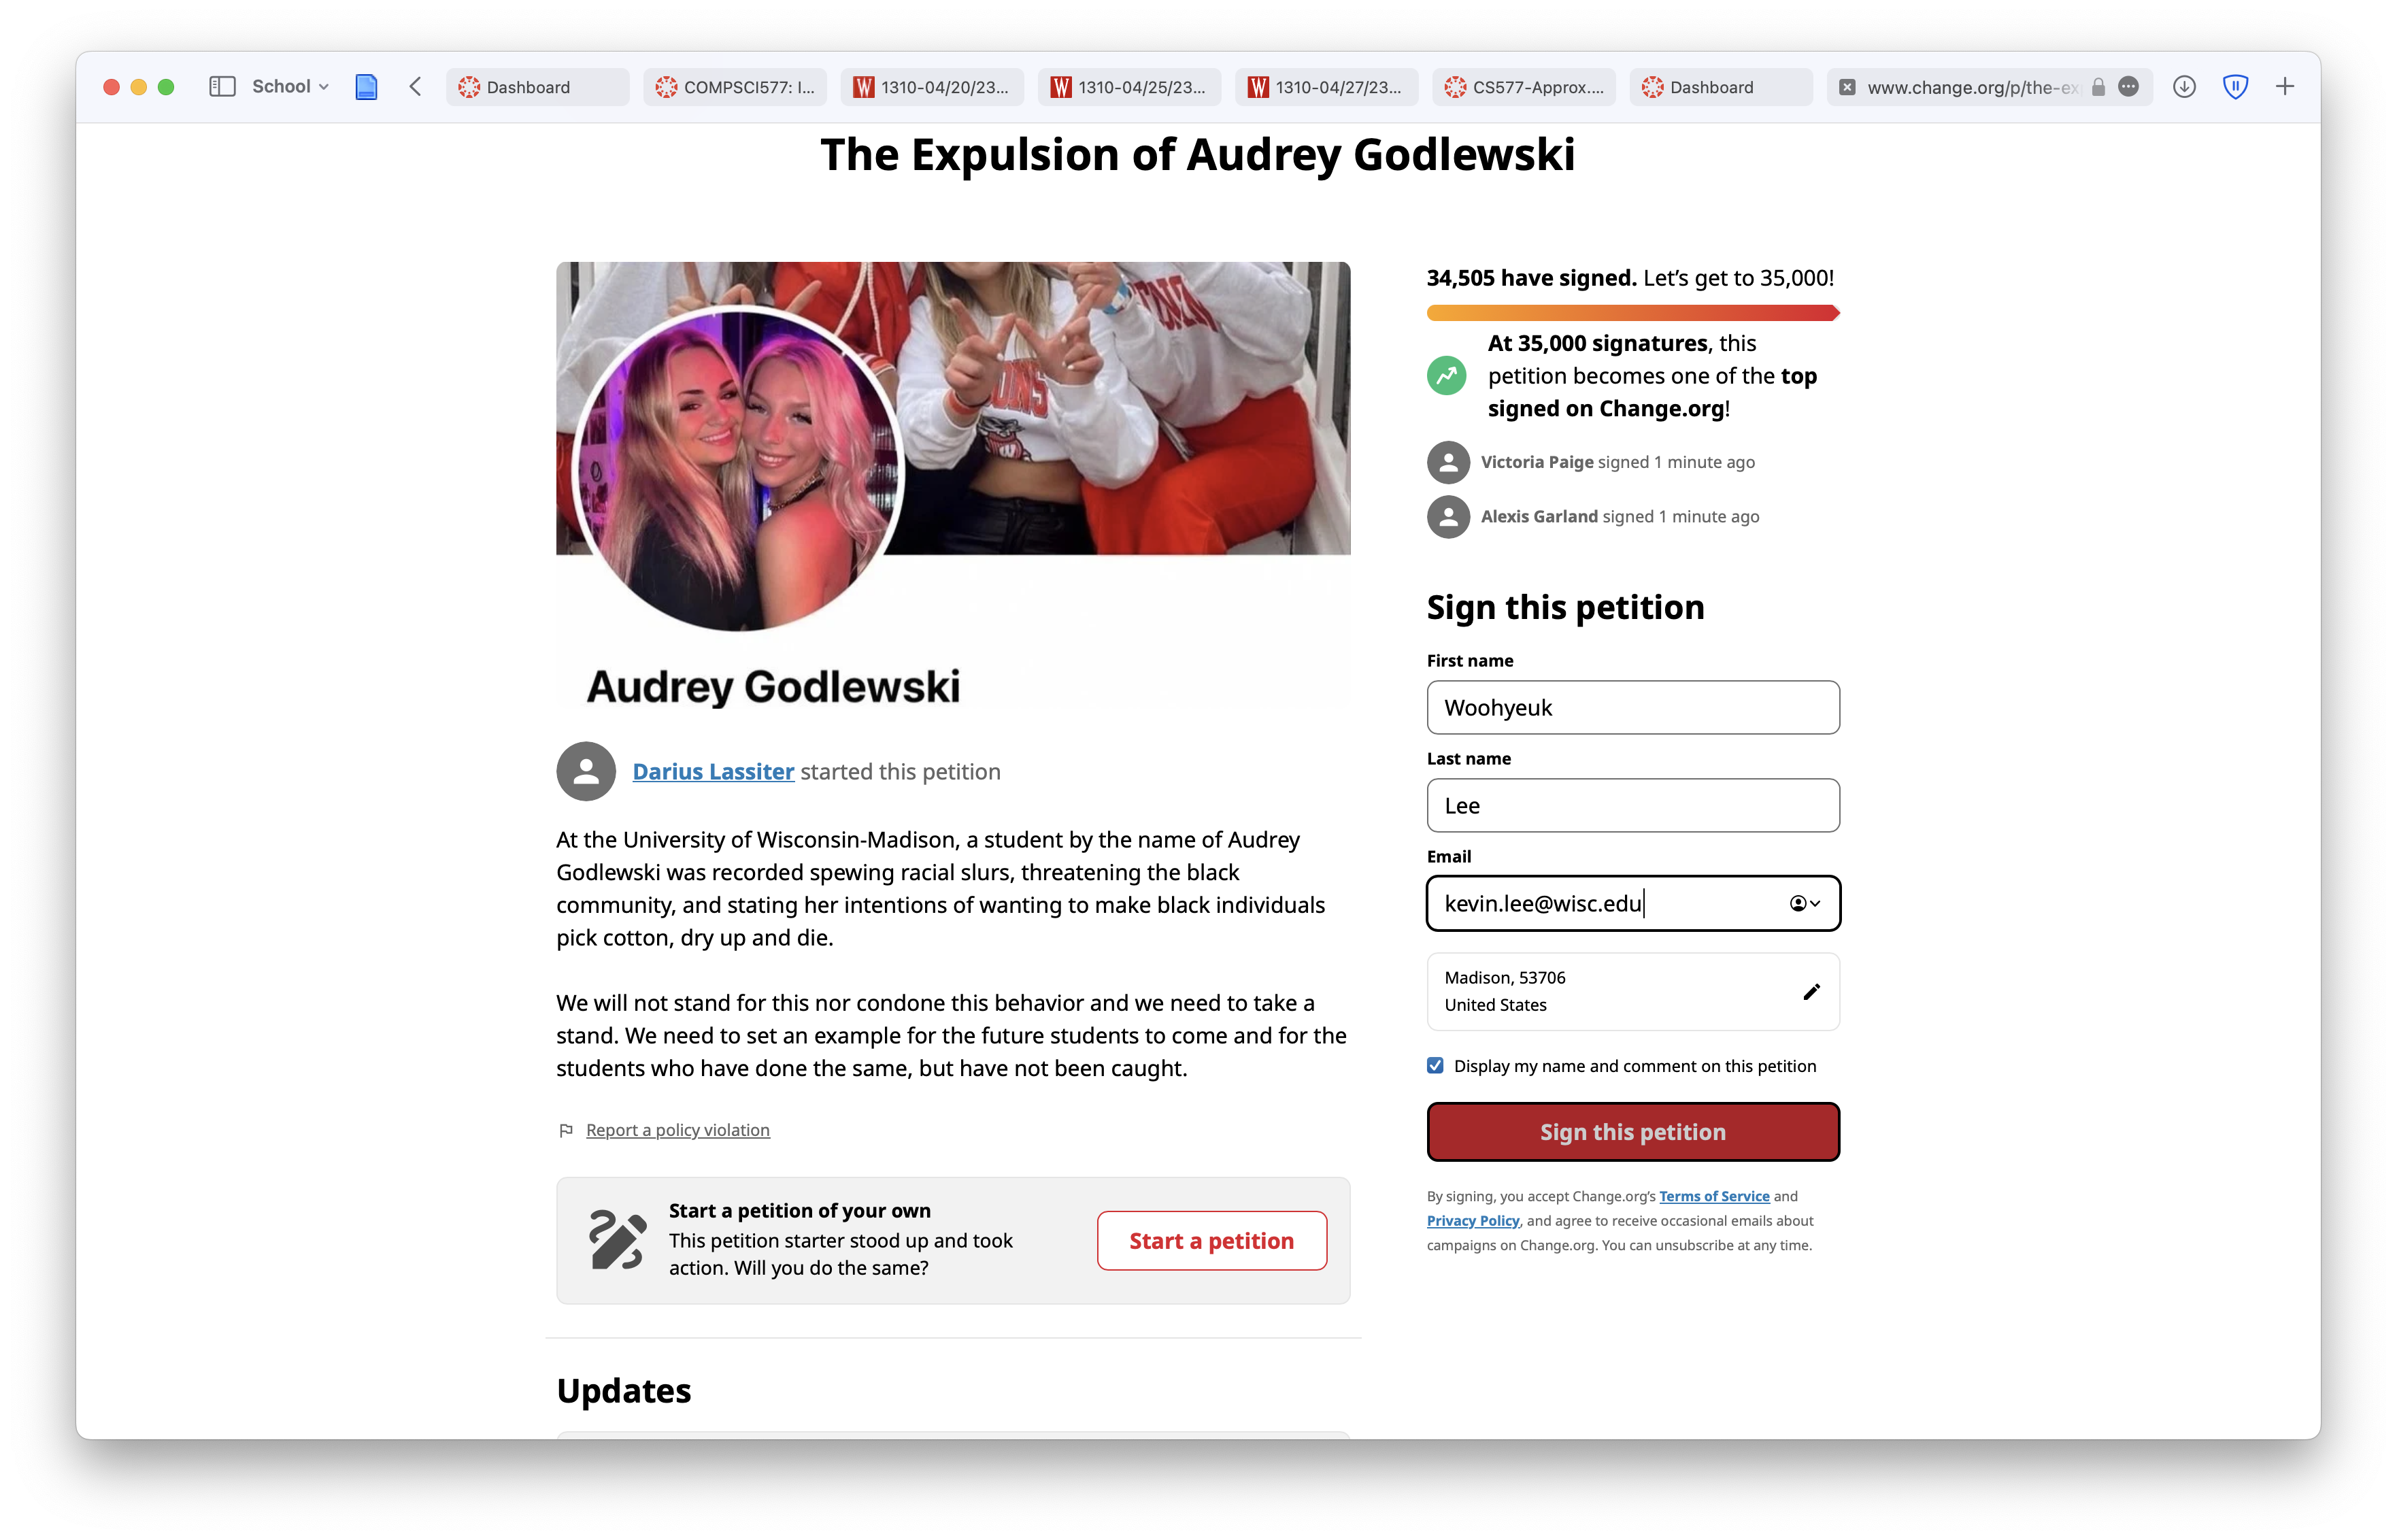 School
Dashboard
COMPSCI577: I...
1310-04/20/23...
1310-04/25/23...
1310-04/27/23...
CS577-Approx....
Dashboard
www.change.org/p/the-ex
The Expulsion of Audrey Godlewski
Audrey Godlewski
Darius Lassiter started this petition
At the University of Wisconsin-Madison, a student by the name of Audrey
Godlewski was recorded spewing racial slurs, threatening the black
community, and stating her intentions of wanting to make black individuals
pick cotton, dry up and die.
We will not stand for this nor condone this behavior and we need to take a
stand. We need to set an example for the future students to come and for the
students who have done the same, but have not been caught.
Report a policy violation
Start a petition of your own
This petition starter stood up and took
action. Will you do the same?
Start a petition
Updates
34,505 have signed. Let’s get to 35,000!
At 35,000 signatures, this
petition becomes one of the top
signed on Change.org!
Victoria Paige signed 1 minute ago
Alexis Garland signed 1 minute ago
Sign this petition
First name
Woohyeuk
Last name
Lee
Email
kevin.lee@wisc.edu
Madison, 53706
United States
Display my name and comment on this petition
Sign this petition
By signing, you accept Change.org’s Terms of Service and
Privacy Policy, and agree to receive occasional emails about
campaigns on Change.org. You can unsubscribe at any time.